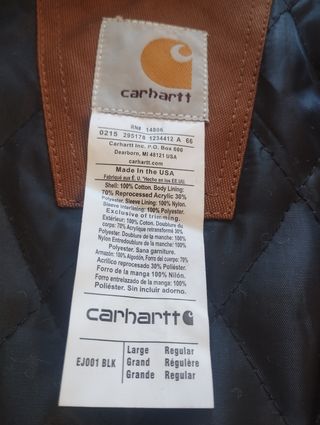 carhartt
RN# 14806
0215 295178 1234412 A 66
Carhartt Inc. P.O. Box 600
Dearborn, MI 48121 USA
carhartt.com
Made in the USA
Fabriqué aux É. U. "Hecho en los EE.UU.
Shell: 100% Cotton. Body Lining:
70% Reprocessed Acrylic 30%
Polyester. Sleeve Lining: 100% Nylon.
Sleeve Interlining: 100% Polyester.
Exclusive of trimming.
Extérieur: 100% Coton. Doublure du
corps: 70% Acrylique retransformé 30%
Polyester. Doublure de la manche: 100%
Nylon Entredoublure de la manche: 100%
Polyester. Sans garniture.
Armazón: 100% Algodón. Forro del cuerpo: 70%
Acrílico reprocesado 30% Poliéster.
Forro de la manga 100% Nilón.
Forro de la manga: 100%
Poliéster. Sin incluir adorno.
carhartt
EJ001 BLK
Large Regular
Grand Régulière
Grande Regular